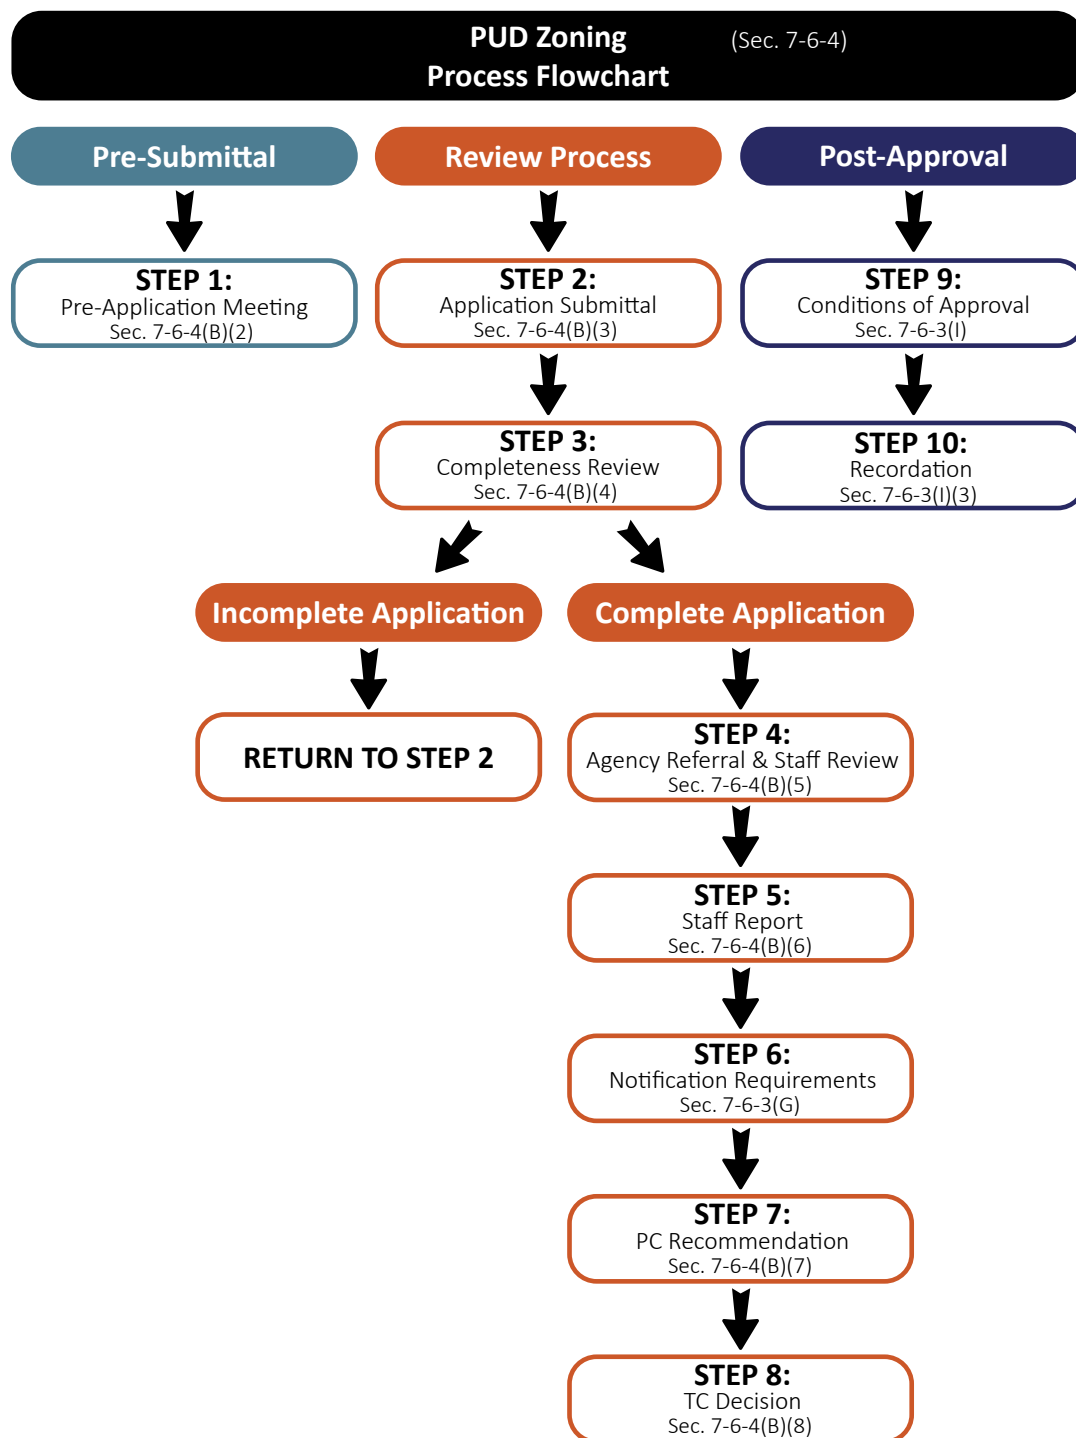 PUD Zoning (Sec. 7-6-4)
Process Flowchart
Pre-Submittal
STEP 1:
Pre-Application Meeting
Sec. 7-6-4(B)(2)
Review Process
STEP 2:
Application Submittal
Sec. 7-6-4(B)(3)
STEP 3:
Completeness Review
Sec. 7-6-4(B)(4)
Incomplete Application
RETURN TO STEP 2
Complete Application
STEP 4:
Agency Referral & Staff Review
Sec. 7-6-4(B)(5)
STEP 5:
Staff Report
Sec. 7-6-4(B)(6)
STEP 6:
Notification Requirements
Sec. 7-6-3(G)
STEP 7:
PC Recommendation
Sec. 7-6-4(B)(7)
STEP 8:
TC Decision
Sec. 7-6-4(B)(8)
Post-Approval
STEP 9:
Conditions of Approval
Sec. 7-6-3(I)
STEP 10:
Recordation
Sec. 7-6-3(I)(3)